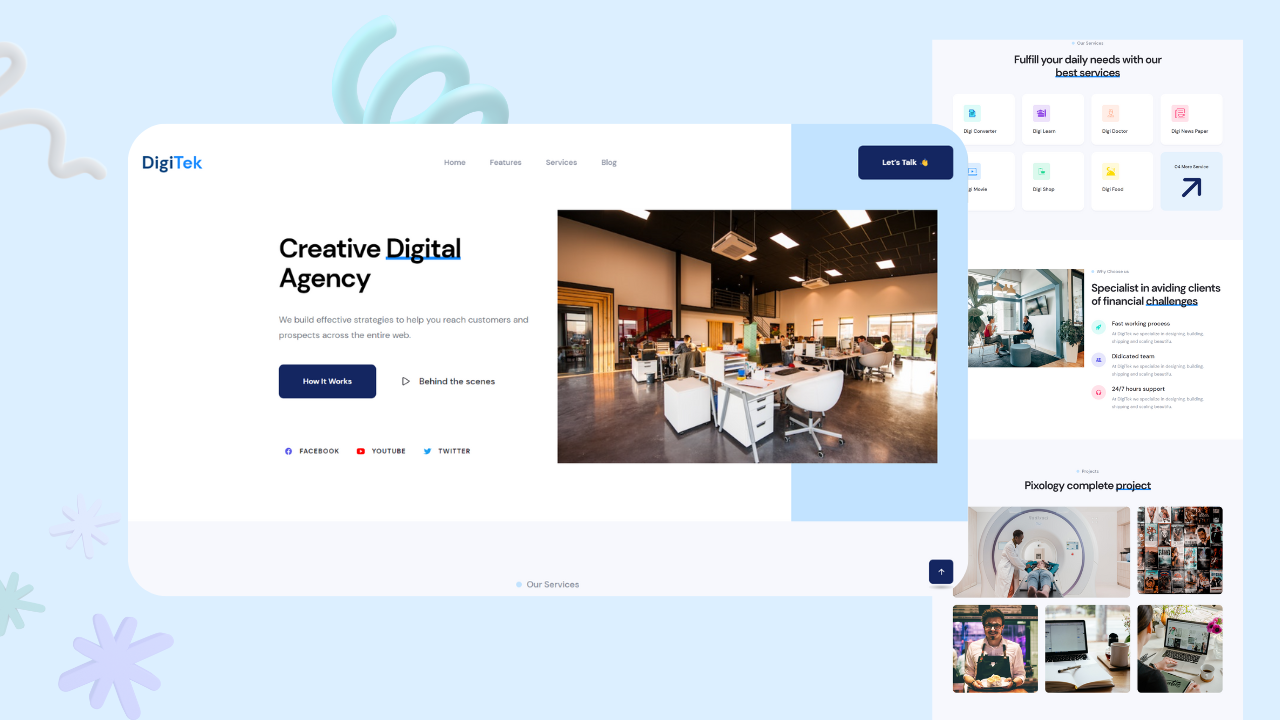 DigiTek
Home
Features
Services
Blog
Let's Talk 👋
Creative Digital
Agency
We build effective strategies to help you reach customers and
prospects across the entire web.
How It Works
Behind the scenes
FACEBOOK
YOUTUBE
TWITTER
Our Services
Our Services
Fulfill your daily needs with our
best services
Digi Converter
Digi Learn
Digi Doctor
Digi News Paper
Movie
Digi Shop
Digi Food
04 More Service
Why Choose us
Specialist in aviding clients
of financial challenges
Fast working process
At DigiTek we specialize in designing, building,
shipping and scaling beautiful.
Didicated team
At DigiTek we specialize in designing, building,
shipping and scaling beautiful.
24/7 hours support
At DigiTek we specialize in designing, building,
shipping and scaling beautiful.
Projects
Pixology complete project